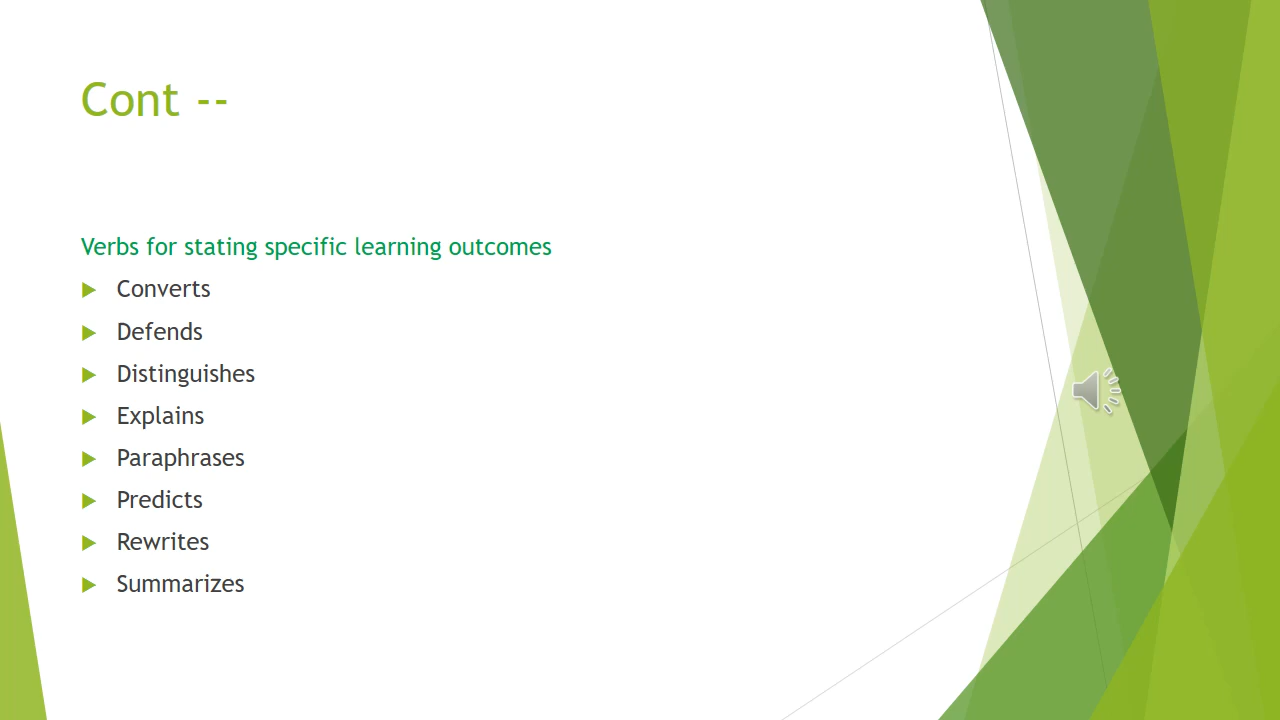 Cont --
Verbs for stating specific learning outcomes
Converts
Defends
Distinguishes
Explains
Paraphrases
Predicts
Rewrites
Summarizes